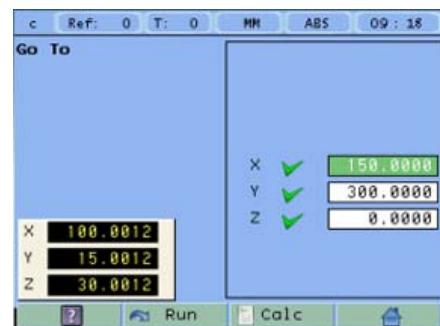 c Ref: 0 T: 0 MM ABS 09 : 18
Go To
X 150.0000
Y 300.0000
Z 0.0000
X 100.0012
Y 15.0012
Z 30.0012
? Run Calc